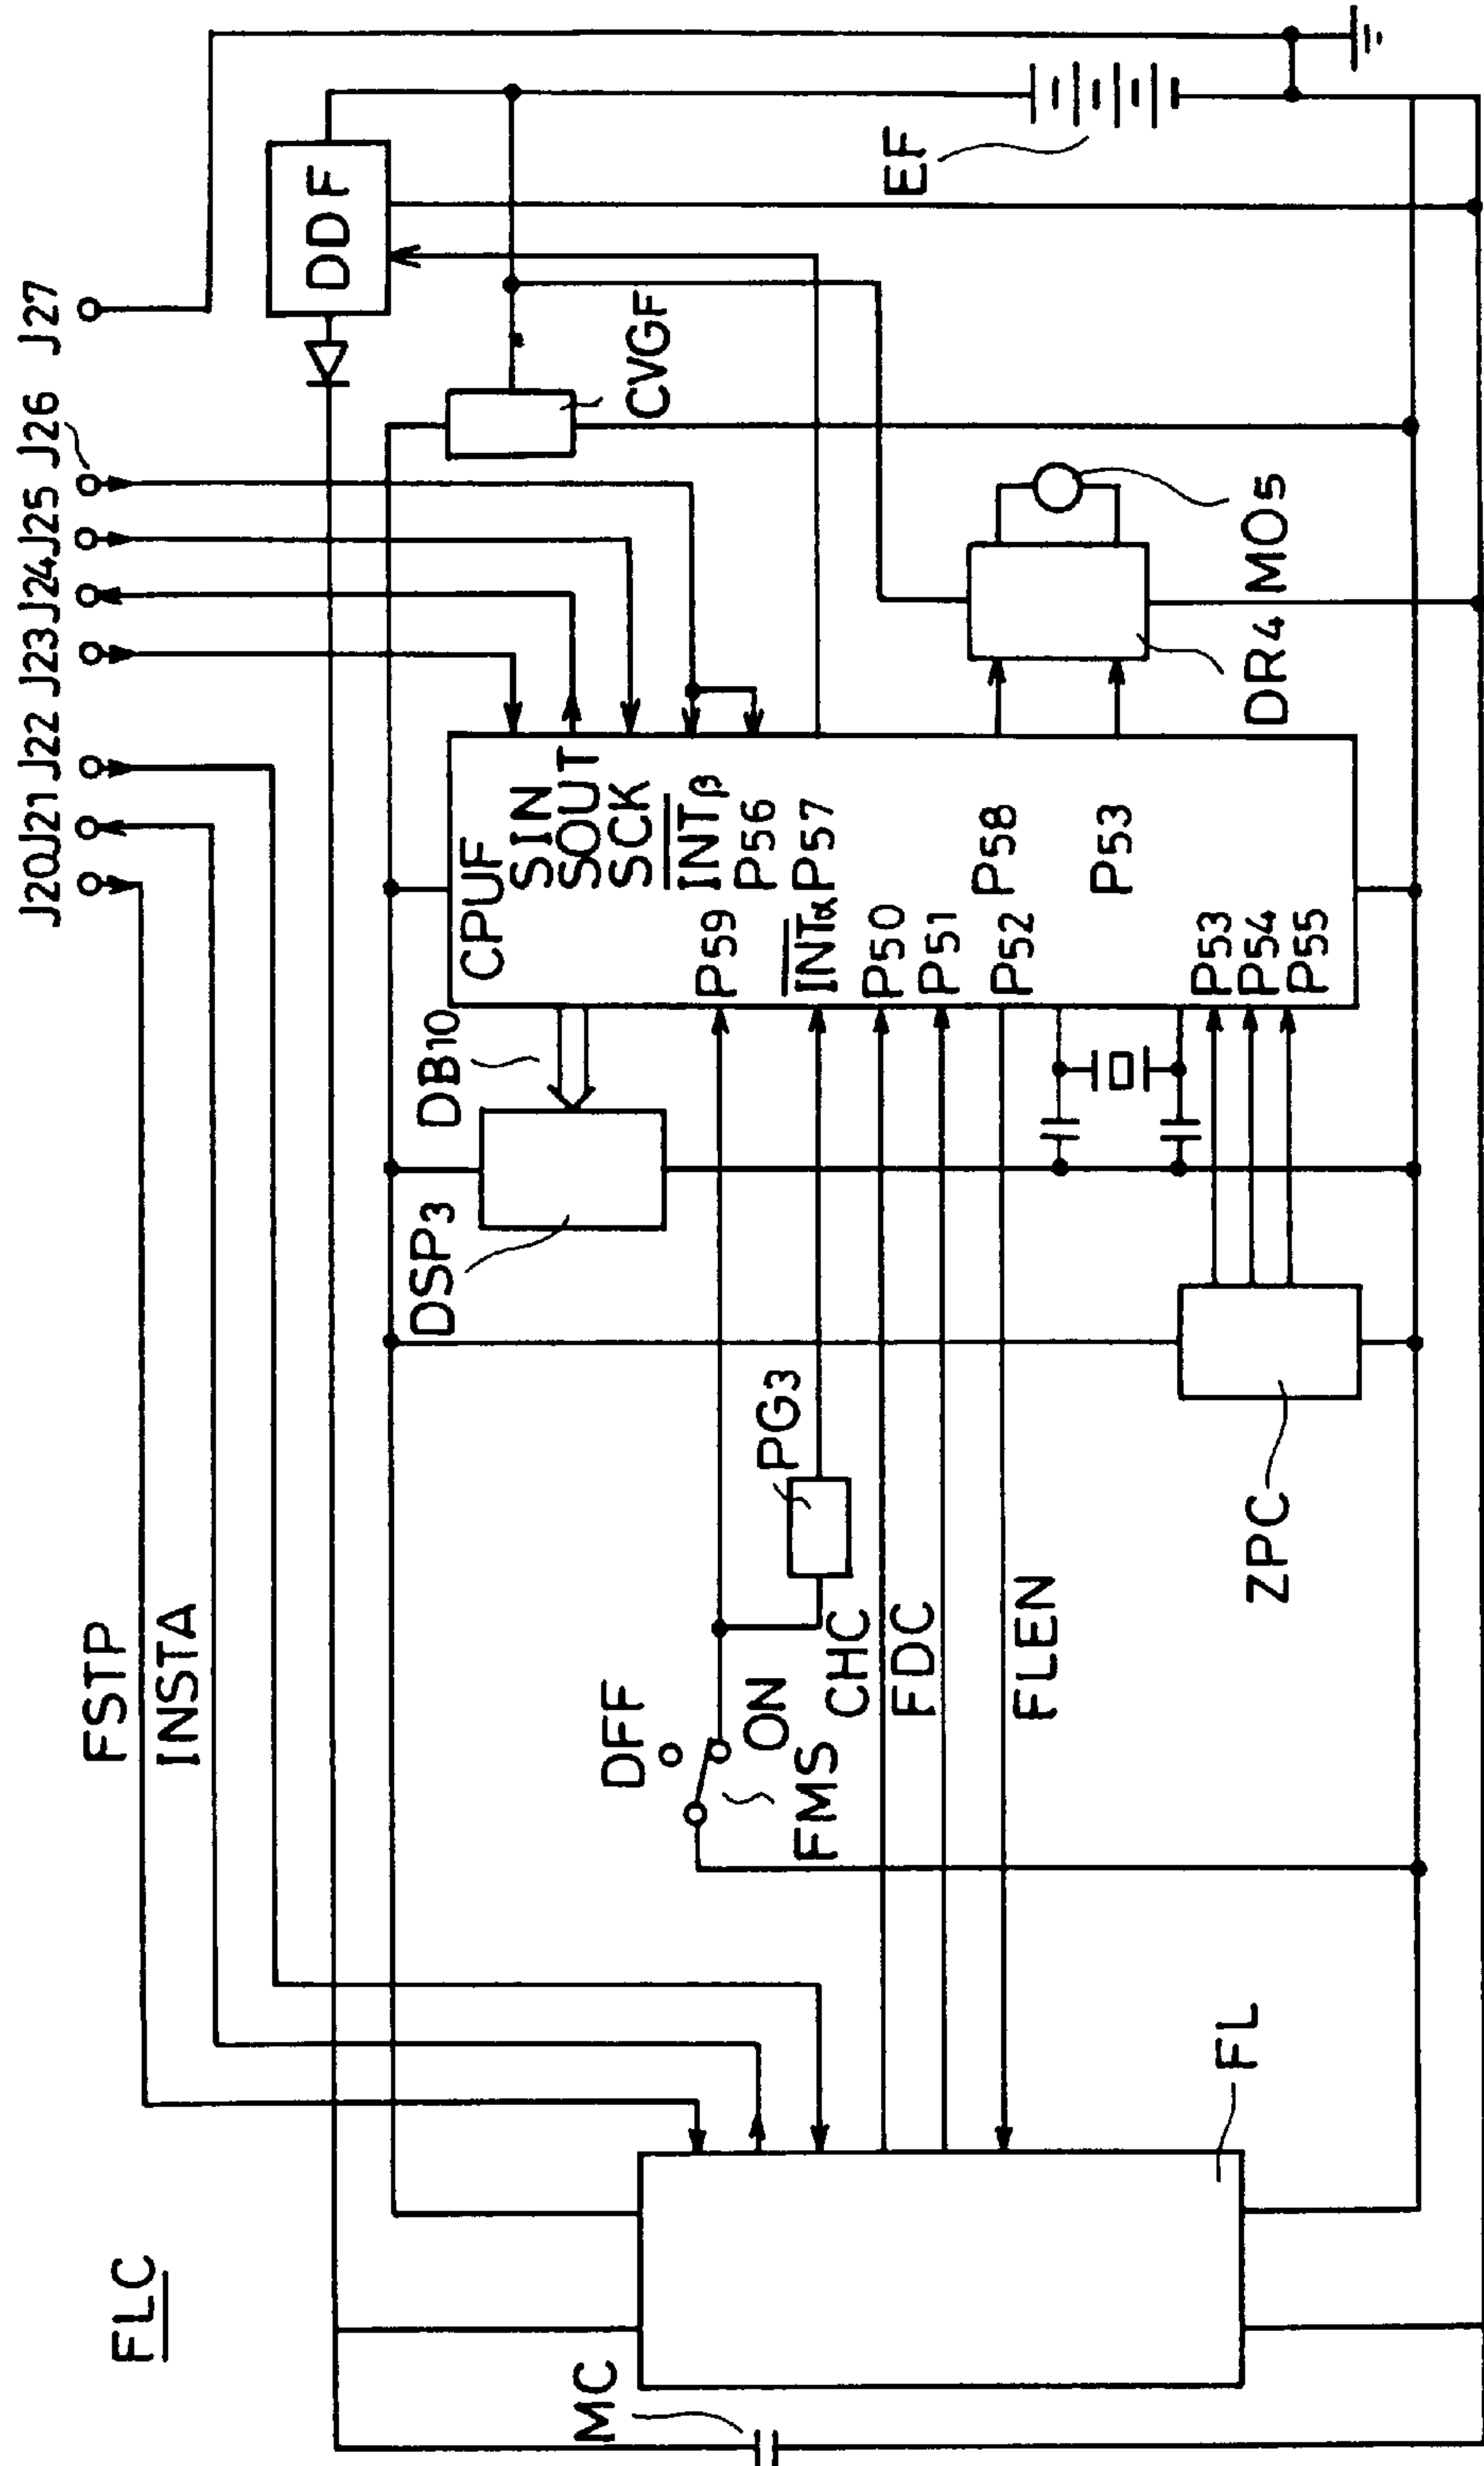 FLC
FSTP
INSTA
J20
J21
J22
J23
J24
J25
J26
J27
DDF
CVGF
EF
CPUF
SIN
SOUT
SCK
INTβ
P56
P57
P58
P53
P59
INTα
P50
P51
P52
P53
P54
P55
DB10
DSP3
PG3
DFF
ON
FMS
CHC
FDC
FLEN
ZPC
DR4
MO5
FL
MC